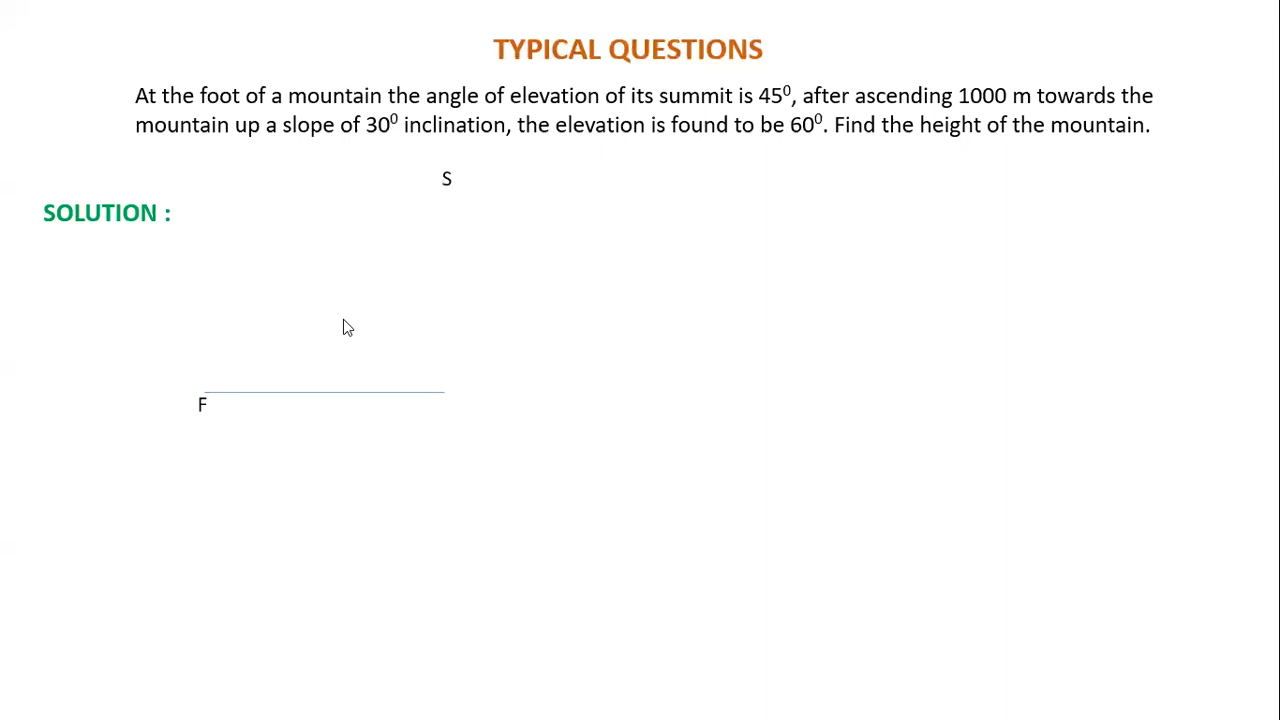 TYPICAL QUESTIONS
At the foot of a mountain the angle of elevation of its summit is 45⁰, after ascending 1000 m towards the
mountain up a slope of 30⁰ inclination, the elevation is found to be 60⁰. Find the height of the mountain.
S
SOLUTION :
F